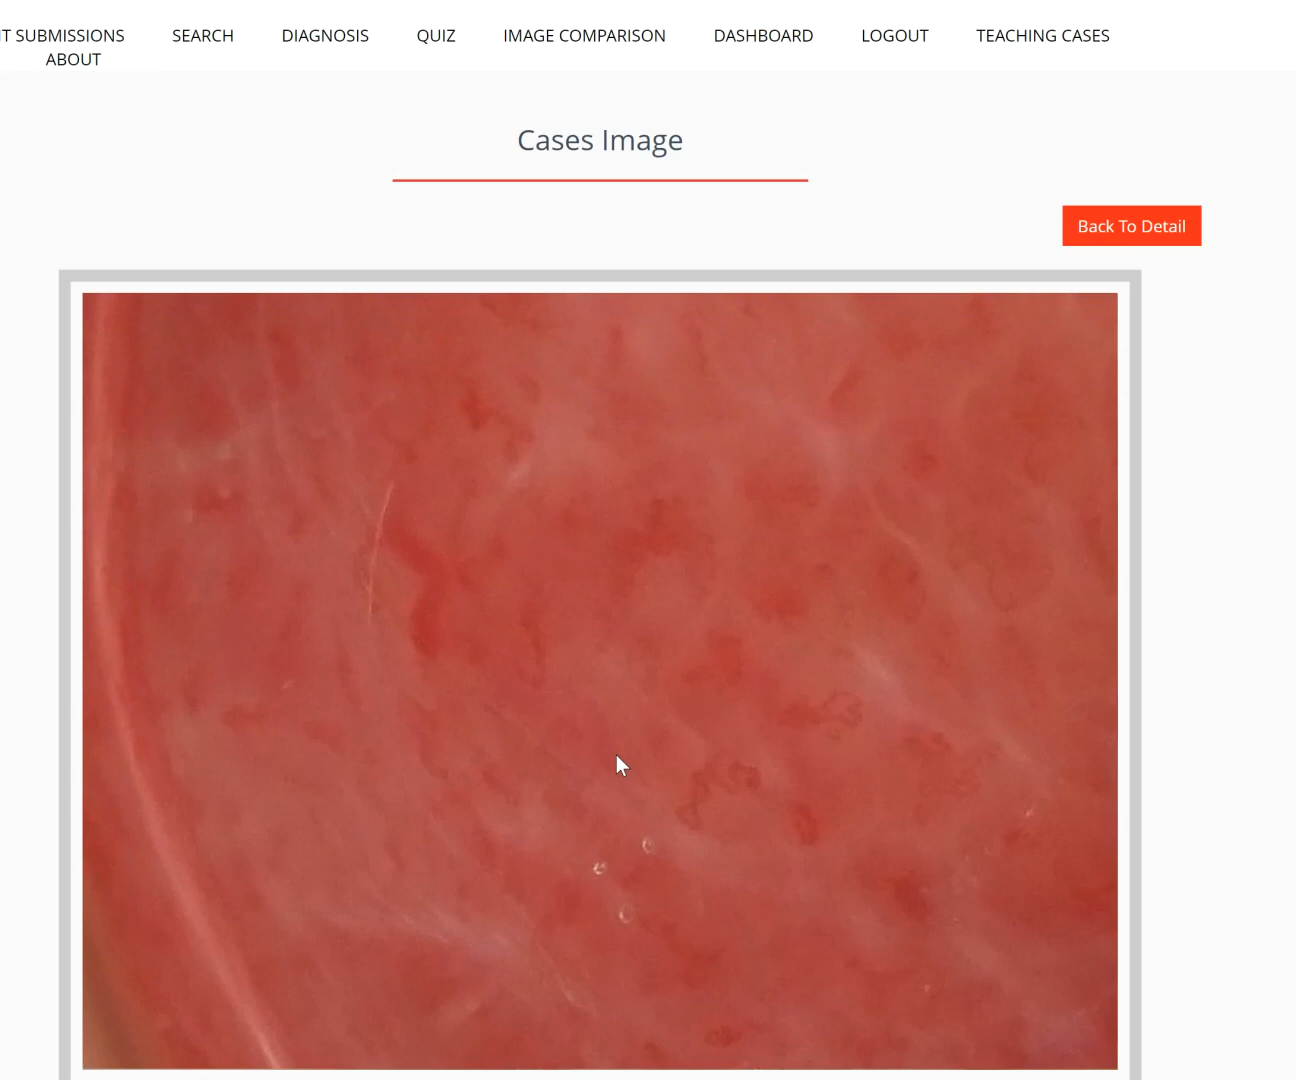 T SUBMISSIONS SEARCH DIAGNOSIS QUIZ IMAGE COMPARISON DASHBOARD LOGOUT TEACHING CASES
ABOUT
Cases Image
Back To Detail